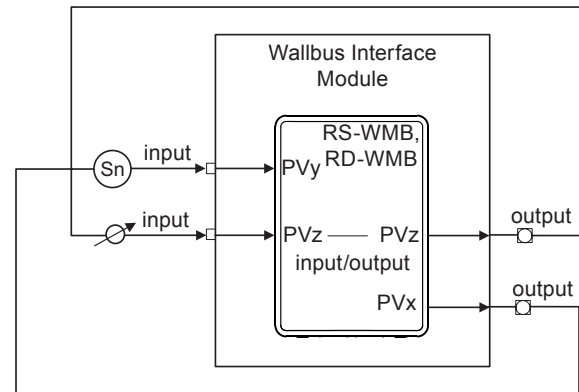 Wallbus Interface
Module
RS-WMB,
RD-WMB
Sn
input
PVy
input
PVz
PVz
output
input/output
PVx
output